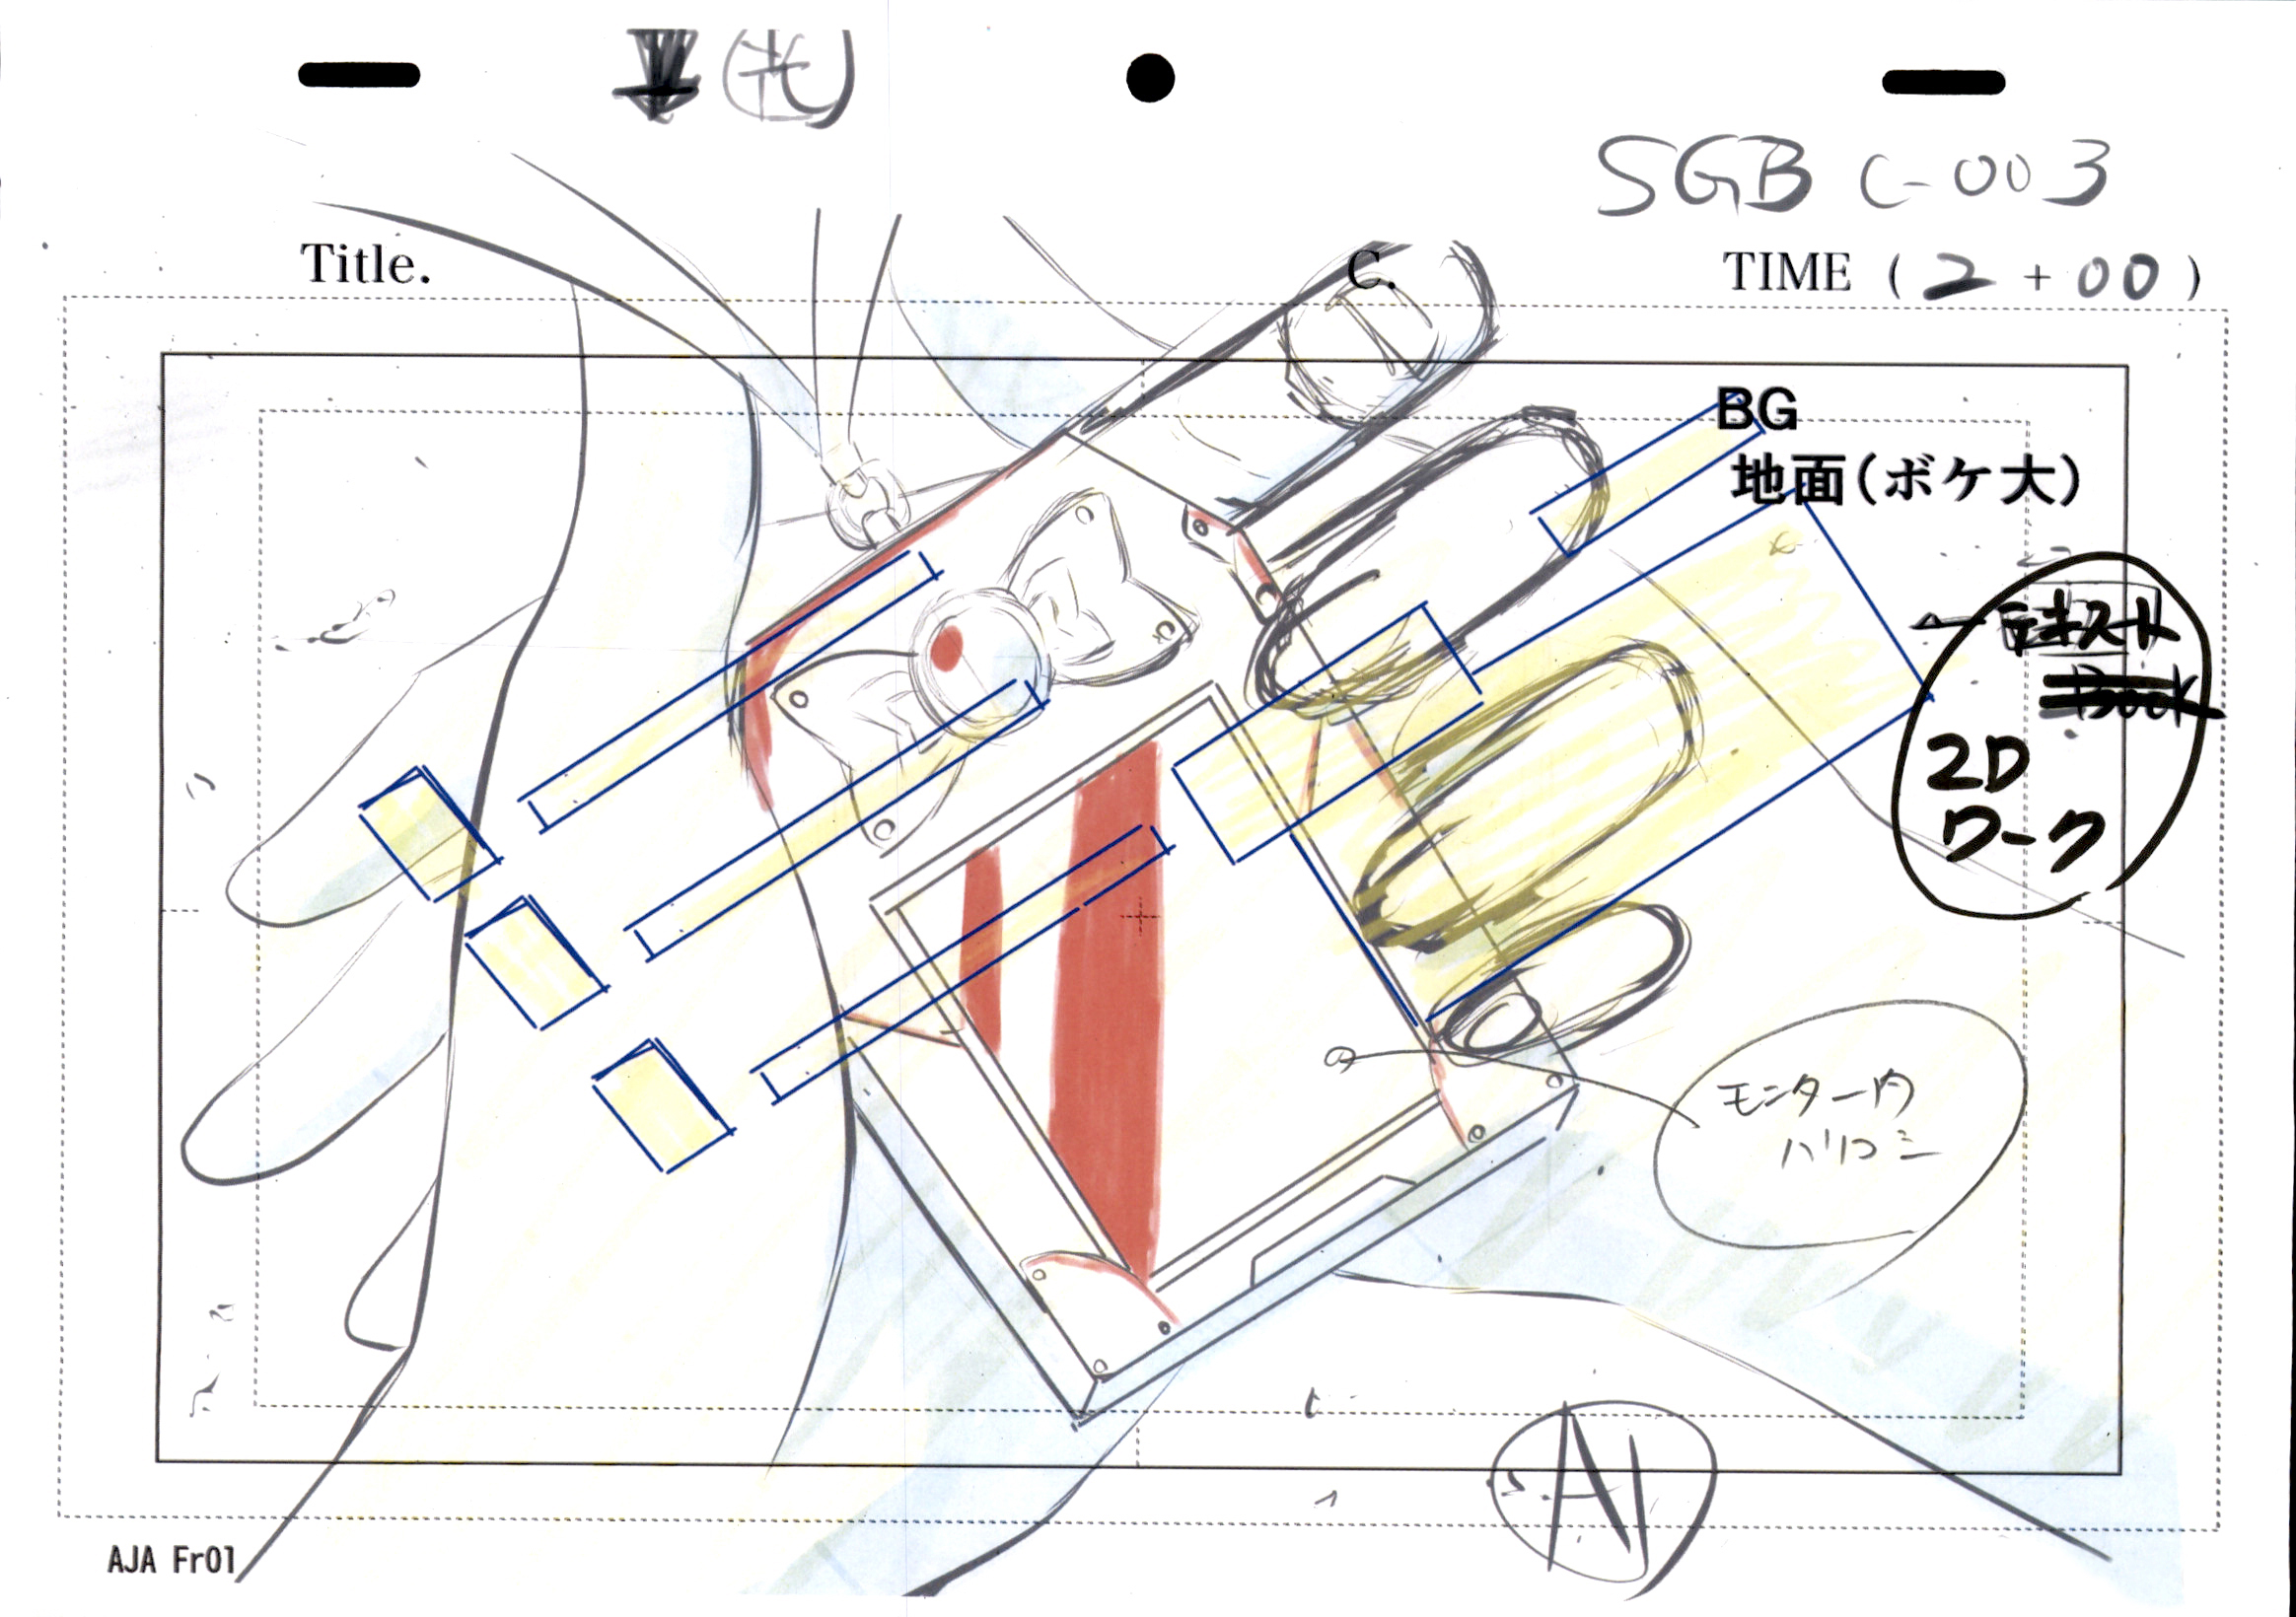 SGB C-003
Title.
C.
TIME ( 2 + 00 )
BG
地面(ボケ大)
テキスト
Book
2D
ワーク
モニター内
ハリコミ
A
AJA Fr01